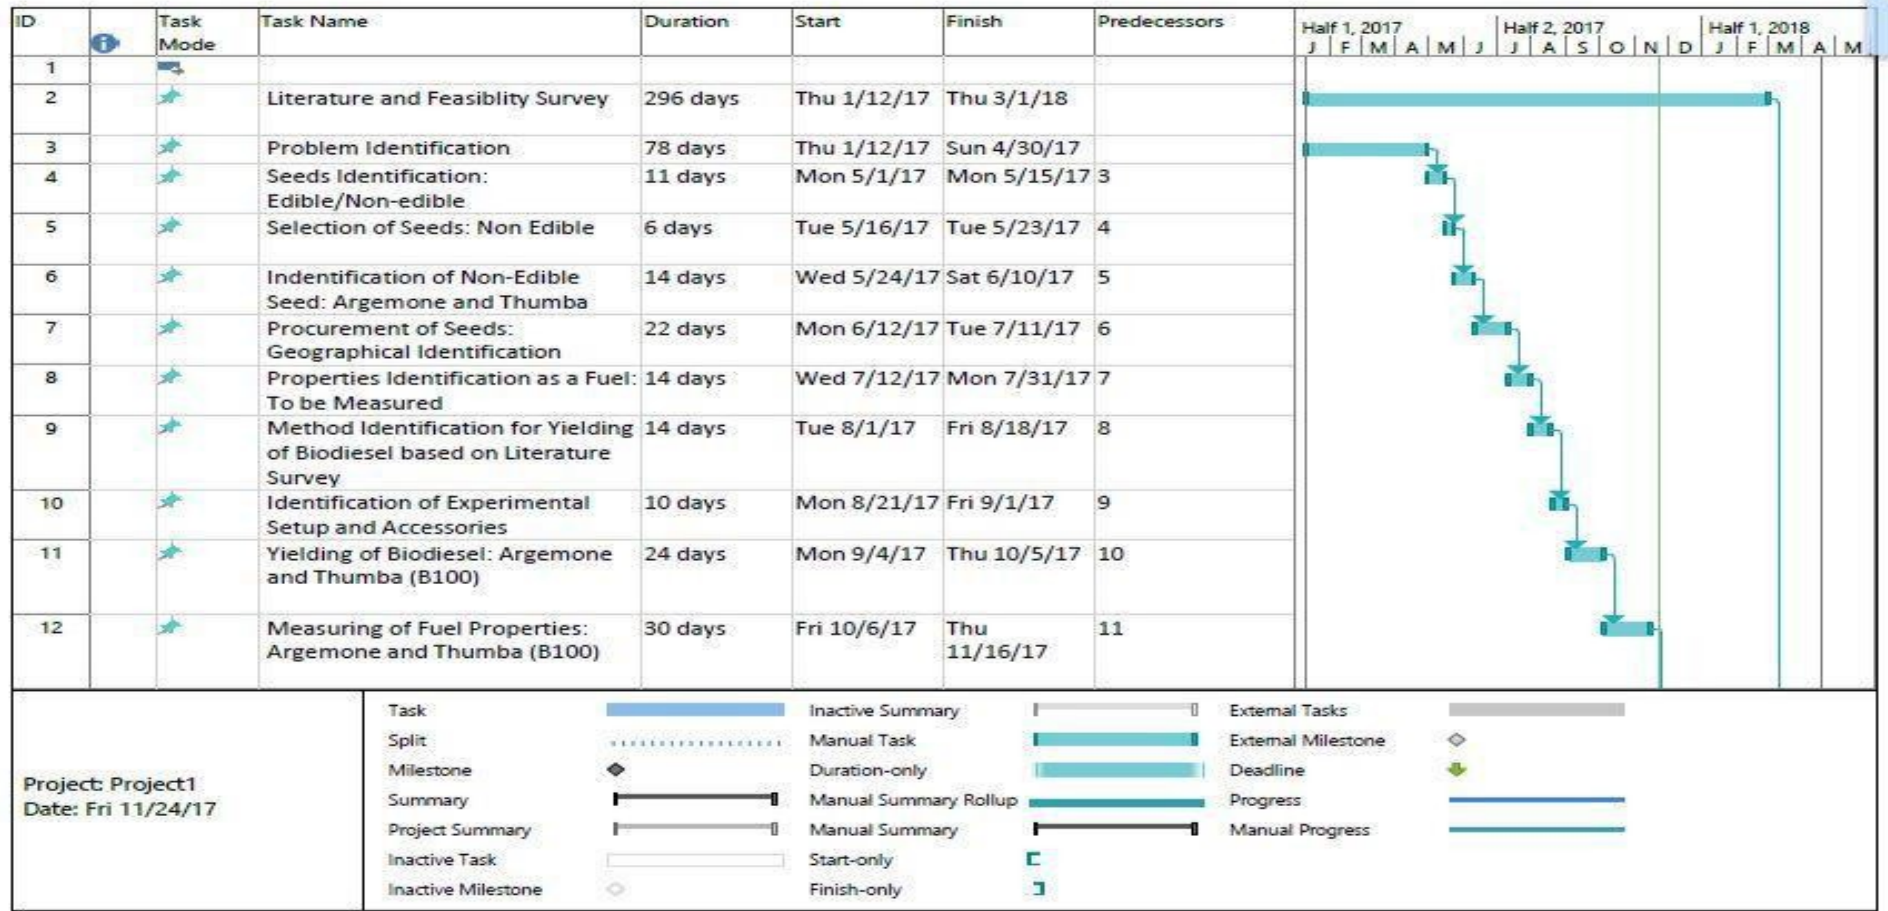 ID Task Mode Task Name Duration Start Finish Predecessors
Half 1, 2017 Half 2, 2017 Half 1, 2018
J F M A M J J A S O N D J F M A M
1
2 Literature and Feasiblity Survey 296 days Thu 1/12/17 Thu 3/1/18
3 Problem Identification 78 days Thu 1/12/17 Sun 4/30/17
4 Seeds Identification: 11 days Mon 5/1/17 Mon 5/15/17 3
Edible/Non-edible
5 Selection of Seeds: Non Edible 6 days Tue 5/16/17 Tue 5/23/17 4
6 Indentification of Non-Edible 14 days Wed 5/24/17 Sat 6/10/17 5
Seed: Argemone and Thumba
7 Procurement of Seeds: 22 days Mon 6/12/17 Tue 7/11/17 6
Geographical Identification
8 Properties Identification as a Fuel: 14 days Wed 7/12/17 Mon 7/31/17 7
To be Measured
9 Method Identification for Yielding 14 days Tue 8/1/17 Fri 8/18/17 8
of Biodiesel based on Literature
Survey
10 Identification of Experimental 10 days Mon 8/21/17 Fri 9/1/17 9
Setup and Accessories
11 Yielding of Biodiesel: Argemone 24 days Mon 9/4/17 Thu 10/5/17 10
and Thumba (B100)
12 Measuring of Fuel Properties: 30 days Fri 10/6/17 Thu 11
Argemone and Thumba (B100) 11/16/17
Project: Project1
Date: Fri 11/24/17
Task
Split
Milestone
Summary
Project Summary
Inactive Task
Inactive Milestone
Inactive Summary
Manual Task
Duration-only
Manual Summary Rollup
Manual Summary
Start-only
Finish-only
External Tasks
External Milestone
Deadline
Progress
Manual Progress